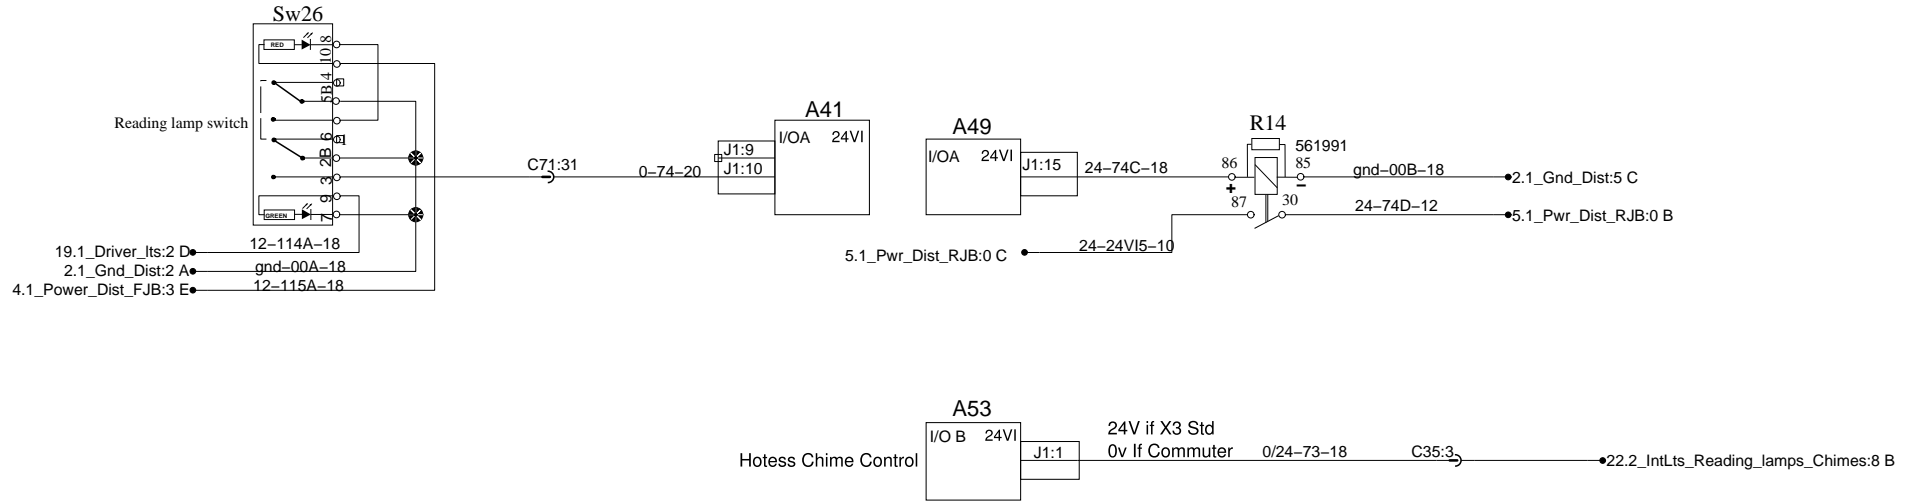 Sw26
RED
8
10
4
5B
Reading lamp switch
6
1
2B
3
9
GREEN
7
19.1_Driver_lts:2 D
12-114A-18
2.1_Gnd_Dist:2 A
gnd-00A-18
4.1_Power_Dist_FJB:3 E
12-115A-18
C71:31
0-74-20
A41
I/OA 24VI
J1:9
J1:10
A49
I/OA 24VI
J1:15
24-74C-18
R14
561991
86
85
+
−
87
30
gnd-00B-18
2.1_Gnd_Dist:5 C
24-74D-12
5.1_Pwr_Dist_RJB:0 B
5.1_Pwr_Dist_RJB:0 C
24-24VI5-10
A53
I/O B 24VI
Hotess Chime Control
J1:1
24V if X3 Std
0v If Commuter
0/24-73-18
C35:3
22.2_IntLts_Reading_lamps_Chimes:8 B